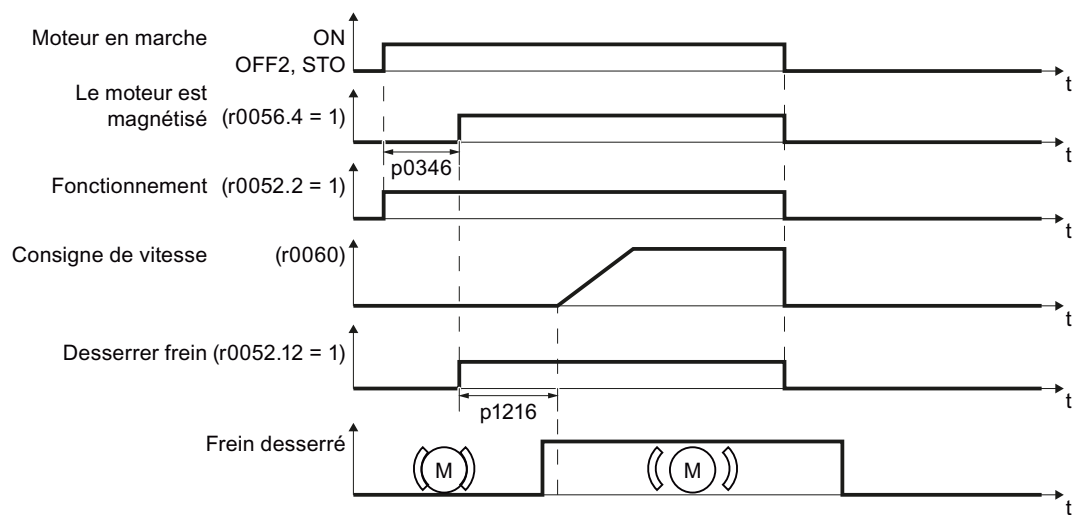 Moteur en marche ON
OFF2, STO
t
Le moteur est
magnétisé (r0056.4 = 1)
t
p0346
Fonctionnement (r0052.2 = 1)
t
Consigne de vitesse (r0060)
t
Desserrer frein (r0052.12 = 1)
t
p1216
Frein desserré
M M
t